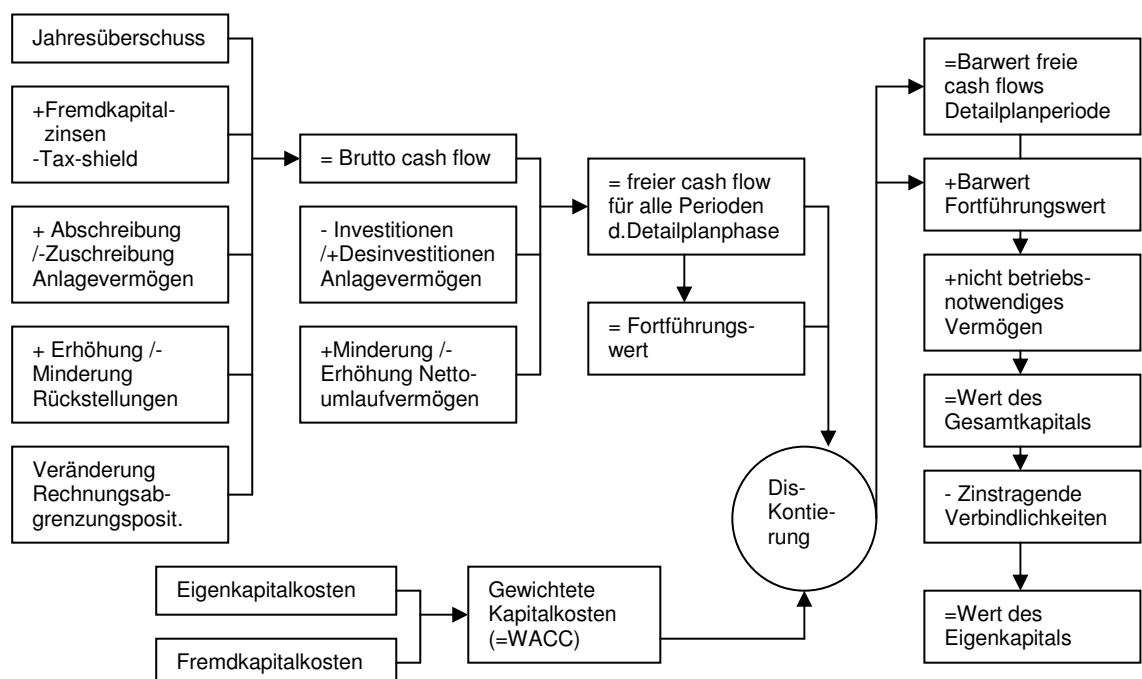 Jahresüberschuss
+Fremdkapital-
zinsen
-Tax-shield
+ Abschreibung
/-Zuschreibung
Anlagevermögen
+ Erhöhung /-
Minderung
Rückstellungen
Veränderung
Rechnungsab-
grenzungsposit.
= Brutto cash flow
- Investitionen
/+Desinvestitionen
Anlagevermögen
+Minderung /-
Erhöhung Netto-
umlaufvermögen
= freier cash flow
für alle Perioden
d.Detailplanphase
= Fortführungs-
wert
Eigenkapitalkosten
Fremdkapitalkosten
Gewichtete
Kapitalkosten
(=WACC)
Dis-
Kontie-
rung
=Barwert freie
cash flows
Detailplanperiode
+Barwert
Fortführungswert
+nicht betriebs-
notwendiges
Vermögen
=Wert des
Gesamtkapitals
- Zinstragende
Verbindlichkeiten
=Wert des
Eigenkapitals